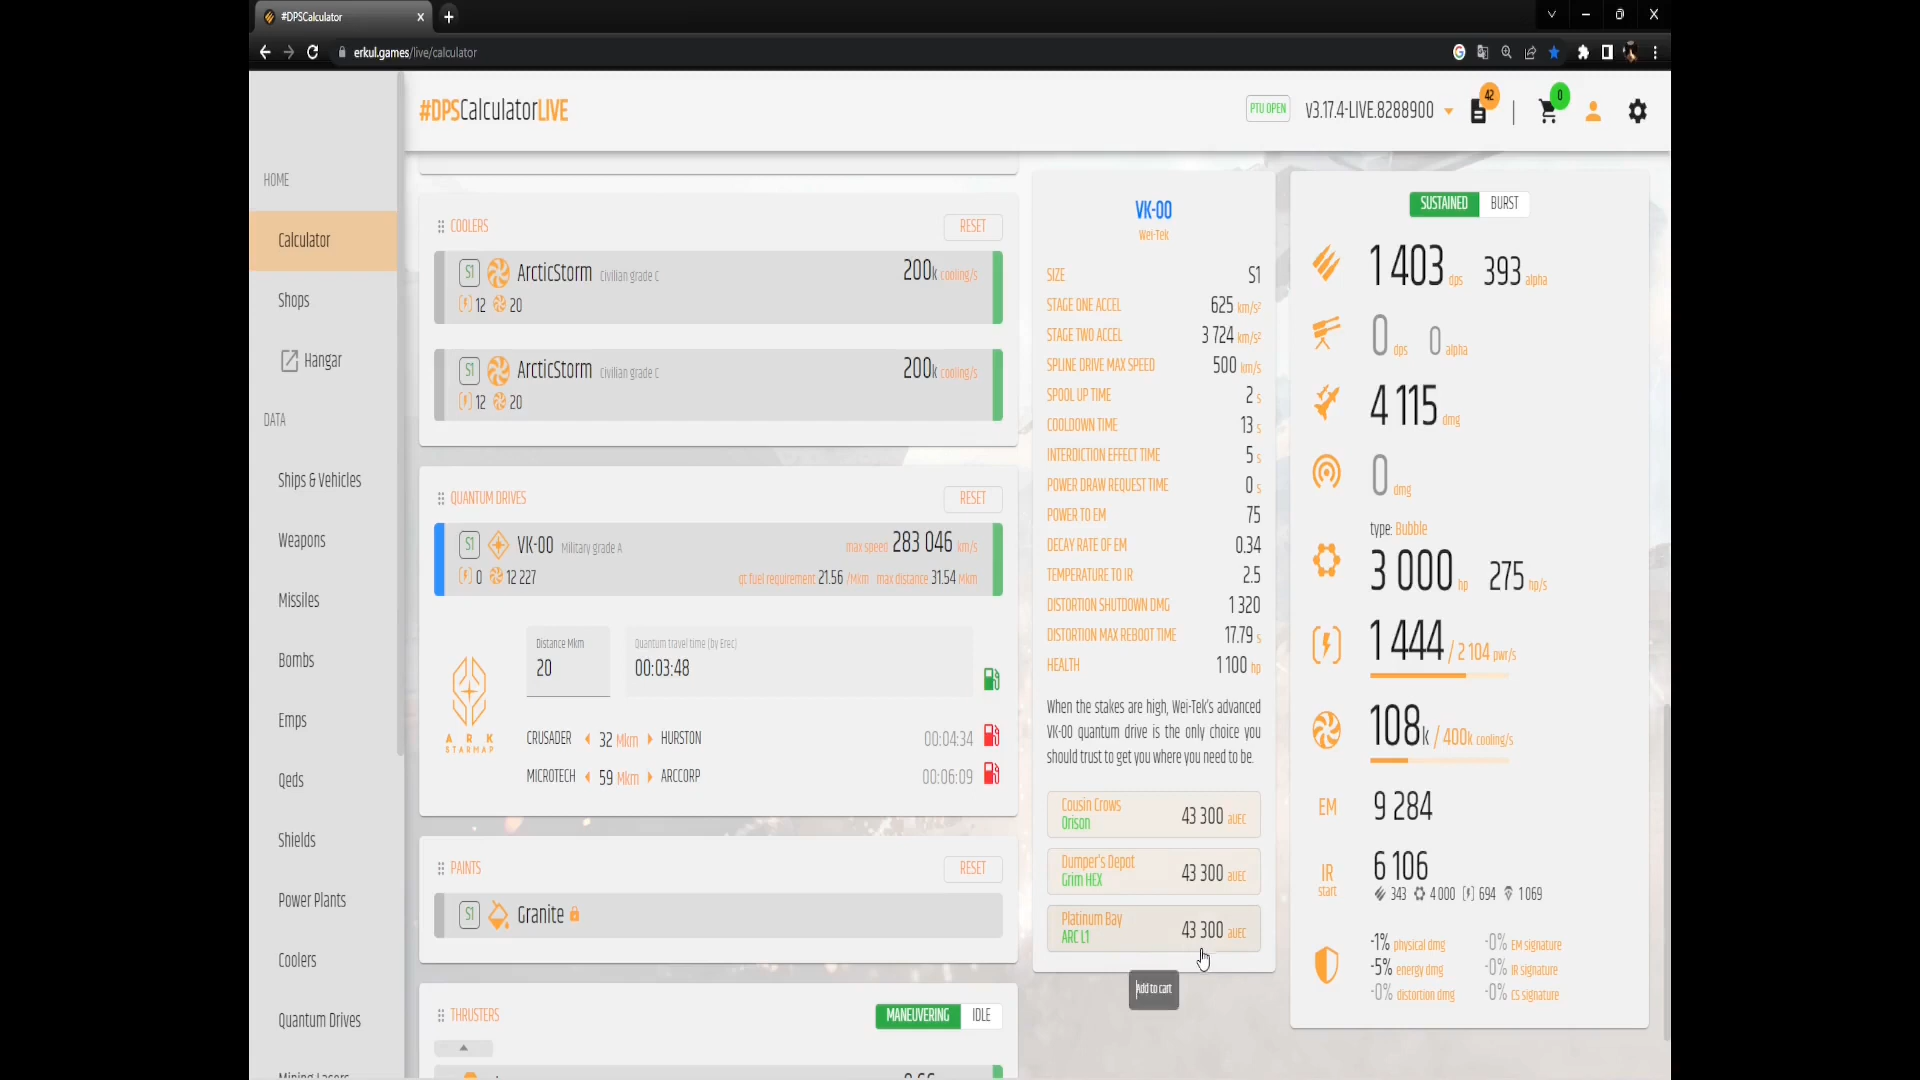 #DPSCalculator
erkul.games/live/calculator
#DPSCalculatorLIVE
PTU OPEN
v3.17.4-LIVE.8288900
42
0
HOME
Calculator
Shops
Hangar
DATA
Ships & Vehicles
Weapons
Missiles
Bombs
Emps
Qeds
Shields
Power Plants
Coolers
Quantum Drives
Mining Lasers
COOLERS
RESET
S1 ArcticStorm Civilian grade C 200k cooling/s
12 20
S1 ArcticStorm Civilian grade C 200k cooling/s
12 20
QUANTUM DRIVES
RESET
S1 VK-00 Military grade A max speed 283 046 km/s
0 12 227 qt fuel requirement 21.56 /Mkm max distance 31.54 Mkm
Distance Mkm
20
Quantum travel time (by Erec)
00:03:48
ARK
STARMAP
CRUSADER 32 Mkm HURSTON 00:04:34
MICROTECH 59 Mkm ARCCORP 00:06:09
PAINTS
RESET
S1 Granite
THRUSTERS
MANEUVERING IDLE
VK-00
Wei-Tek
SIZE S1
STAGE ONE ACCEL 625 km/s²
STAGE TWO ACCEL 3 724 km/s²
SPLINE DRIVE MAX SPEED 500 km/s
SPOOL UP TIME 2 s
COOLDOWN TIME 13 s
INTERDICTION EFFECT TIME 5 s
POWER DRAW REQUEST TIME 0 s
POWER TO EM 75
DECAY RATE OF EM 0.34
TEMPERATURE TO IR 2.5
DISTORTION SHUTDOWN DMG 1 320
DISTORTION MAX REBOOT TIME 17.79 s
HEALTH 1 100 hp
When the stakes are high, Wei-Tek's advanced
VK-00 quantum drive is the only choice you
should trust to get you where you need to be.
Cousin Crows
Orison
43 300 aUEC
Dumper's Depot
Grim HEX
43 300 aUEC
Platinum Bay
ARC L1
43 300 aUEC
Add to cart
SUSTAINED BURST
1 403 dps 393 alpha
0 dps 0 alpha
4 115 dmg
0 dmg
type: Bubble
3 000 hp 275 hp/s
1 444 / 2 104 pwr/s
108k / 400k cooling/s
EM 9 284
IR start 6 106
343 4 000 694 1 069
-1% physical dmg -0% EM signature
-5% energy dmg -0% IR signature
-0% distortion dmg -0% CS signature